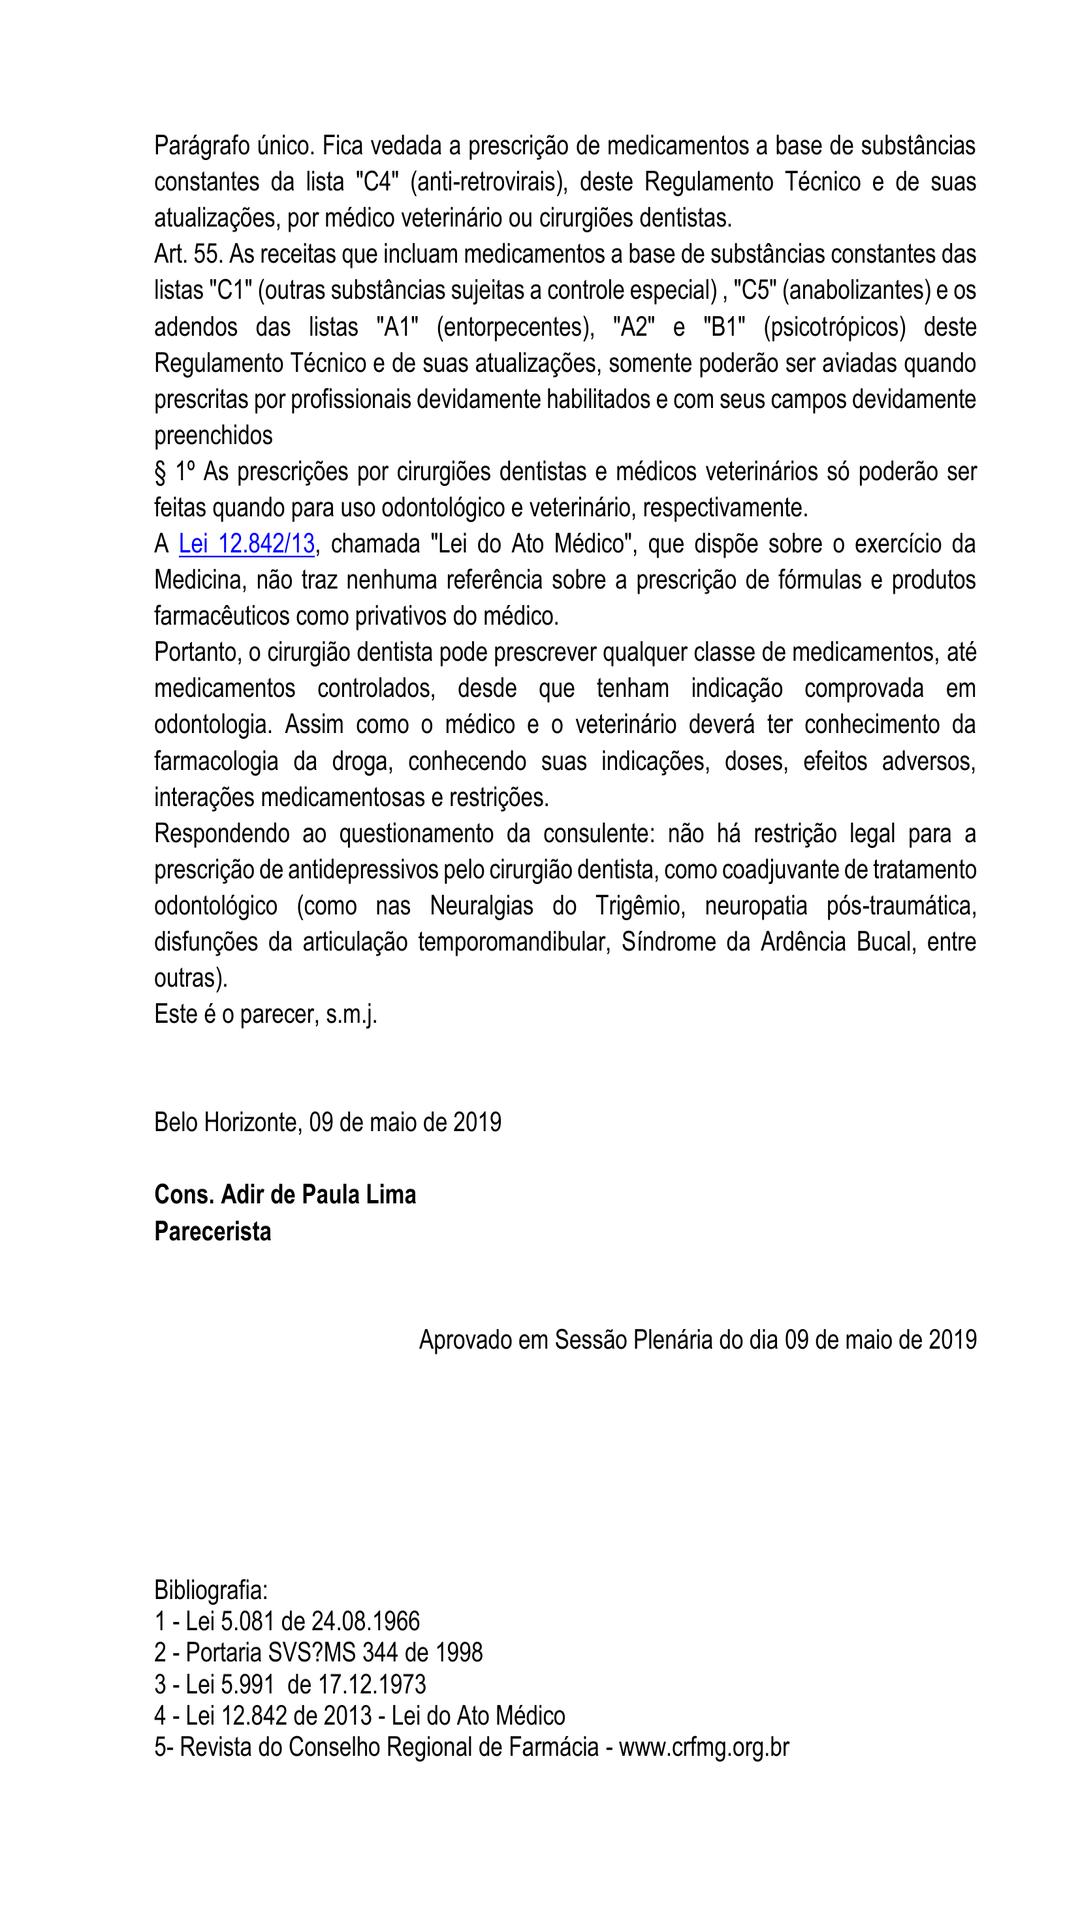 Parágrafo único. Fica vedada a prescrição de medicamentos a base de substâncias
constantes da lista "C4" (anti-retrovirais), deste Regulamento Técnico e de suas
atualizações, por médico veterinário ou cirurgiões dentistas.
Art. 55. As receitas que incluam medicamentos a base de substâncias constantes das
listas "C1" (outras substâncias sujeitas a controle especial) , "C5" (anabolizantes) e os
adendos das listas "A1" (entorpecentes), "A2" e "B1" (psicotrópicos) deste
Regulamento Técnico e de suas atualizações, somente poderão ser aviadas quando
prescritas por profissionais devidamente habilitados e com seus campos devidamente
preenchidos
§ 1º As prescrições por cirurgiões dentistas e médicos veterinários só poderão ser
feitas quando para uso odontológico e veterinário, respectivamente.
A Lei 12.842/13, chamada "Lei do Ato Médico", que dispõe sobre o exercício da
Medicina, não traz nenhuma referência sobre a prescrição de fórmulas e produtos
farmacêuticos como privativos do médico.
Portanto, o cirurgião dentista pode prescrever qualquer classe de medicamentos, até
medicamentos controlados, desde que tenham indicação comprovada em
odontologia. Assim como o médico e o veterinário deverá ter conhecimento da
farmacologia da droga, conhecendo suas indicações, doses, efeitos adversos,
interações medicamentosas e restrições.
Respondendo ao questionamento da consulente: não há restrição legal para a
prescrição de antidepressivos pelo cirurgião dentista, como coadjuvante de tratamento
odontológico (como nas Neuralgias do Trigêmio, neuropatia pós-traumática,
disfunções da articulação temporomandibular, Síndrome da Ardência Bucal, entre
outras).
Este é o parecer, s.m.j.
Belo Horizonte, 09 de maio de 2019
Cons. Adir de Paula Lima
Parecerista
Aprovado em Sessão Plenária do dia 09 de maio de 2019
Bibliografia:
1 - Lei 5.081 de 24.08.1966
2 - Portaria SVS?MS 344 de 1998
3 - Lei 5.991  de 17.12.1973
4 - Lei 12.842 de 2013 - Lei do Ato Médico
5- Revista do Conselho Regional de Farmácia - www.crfmg.org.br